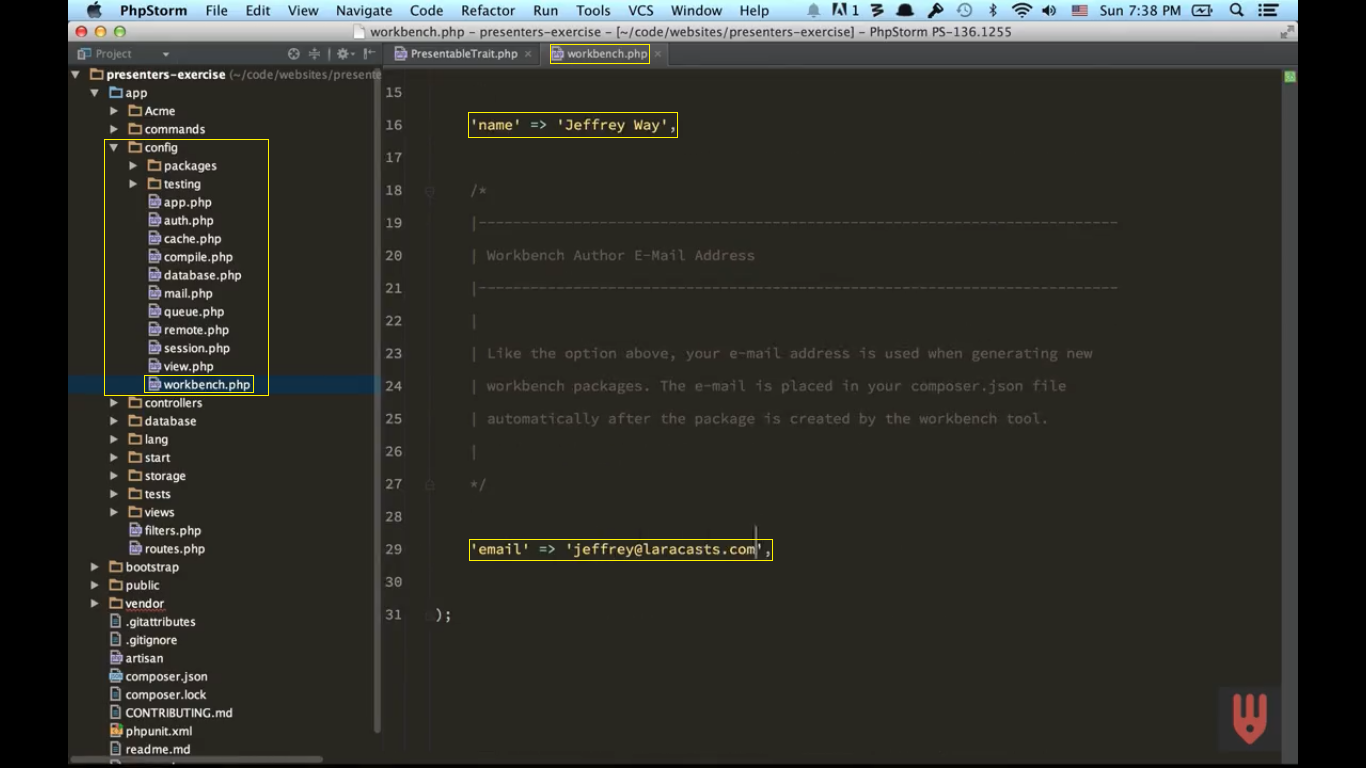 PhpStorm File Edit View Navigate Code Refactor Run Tools VCS Window Help 1 Sun 7:38 PM
workbench.php – presenters-exercise – [~/code/websites/presenters-exercise] – PhpStorm PS-136.1255
Project
PresentableTrait.php
workbench.php
presenters-exercise (~/code/websites/presente
app
Acme
commands
config
packages
testing
app.php
auth.php
cache.php
compile.php
database.php
mail.php
queue.php
remote.php
session.php
view.php
workbench.php
controllers
database
lang
start
storage
tests
views
filters.php
routes.php
bootstrap
public
vendor
.gitattributes
.gitignore
artisan
composer.json
composer.lock
CONTRIBUTING.md
phpunit.xml
readme.md
15
16 'name' => 'Jeffrey Way',
17
18 /*
19 |--------------------------------------------------------------------------
20 | Workbench Author E-Mail Address
21 |--------------------------------------------------------------------------
22 |
23 | Like the option above, your e-mail address is used when generating new
24 | workbench packages. The e-mail is placed in your composer.json file
25 | automatically after the package is created by the workbench tool.
26 |
27 */
28
29 'email' => 'jeffrey@laracasts.com',
30
31 );